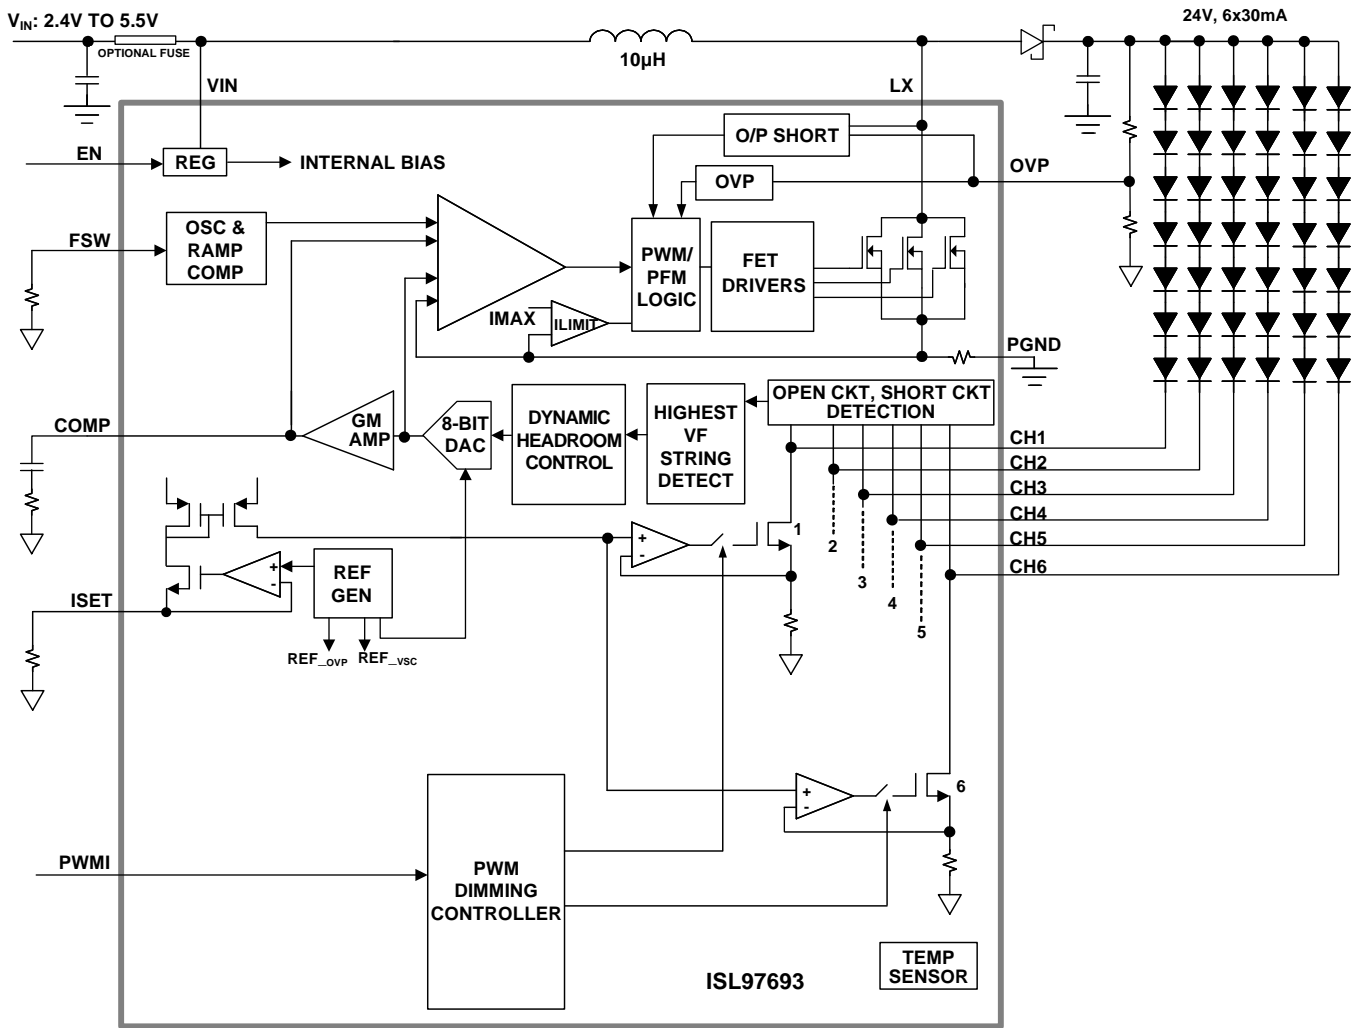 VIN: 2.4V TO 5.5V
24V, 6x30mA
OPTIONAL FUSE
10µH
VIN
LX
O/P SHORT
EN
REG
INTERNAL BIAS
OVP
OVP
OSC &
RAMP
COMP
FSW
PWM/
PFM
LOGIC
FET
DRIVERS
IMAX
ILIMIT
PGND
OPEN CKT, SHORT CKT
DETECTION
COMP
GM
AMP
8-BIT
DAC
DYNAMIC
HEADROOM
CONTROL
HIGHEST
VF
STRING
DETECT
CH1
CH2
CH3
CH4
CH5
CH6
+
-
1
2
3
4
5
+
-
REF
GEN
ISET
REF_OVP
REF_VSC
+
-
6
PWMI
PWM
DIMMING
CONTROLLER
TEMP
SENSOR
ISL97693